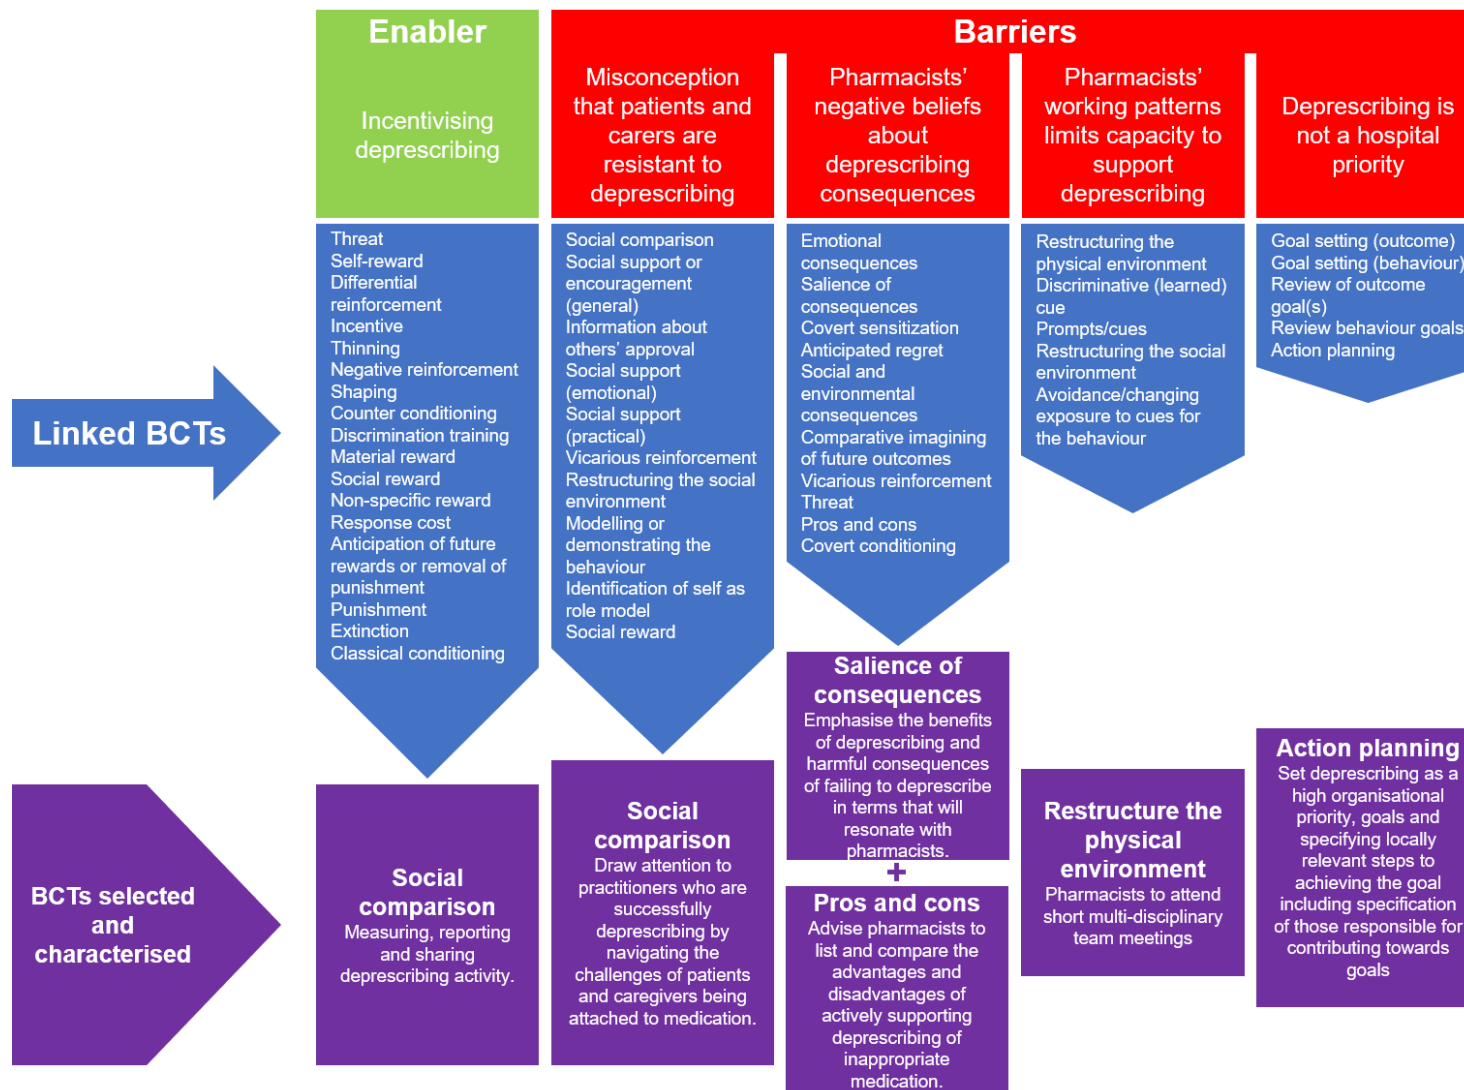 Enabler
Incentivising
deprescribing
Barriers
Misconception
that patients and
carers are
resistant to
deprescribing
Pharmacists’
negative beliefs
about
deprescribing
consequences
Pharmacists’
working patterns
limits capacity to
support
deprescribing
Deprescribing is
not a hospital
priority
Linked BCTs
Threat
Self-reward
Differential
reinforcement
Incentive
Thinning
Negative reinforcement
Shaping
Counter conditioning
Discrimination training
Material reward
Social reward
Non-specific reward
Response cost
Anticipation of future
rewards or removal of
punishment
Punishment
Extinction
Classical conditioning
Social comparison
Social support or
encouragement
(general)
Information about
others’ approval
Social support
(emotional)
Social support
(practical)
Vicarious reinforcement
Restructuring the social
environment
Modelling or
demonstrating the
behaviour
Identification of self as
role model
Social reward
Emotional
consequences
Salience of
consequences
Covert sensitization
Anticipated regret
Social and
environmental
consequences
Comparative imagining
of future outcomes
Vicarious reinforcement
Threat
Pros and cons
Covert conditioning
Restructuring the
physical environment
Discriminative (learned)
cue
Prompts/cues
Restructuring the social
environment
Avoidance/changing
exposure to cues for
the behaviour
Goal setting (outcome)
Goal setting (behaviour)
Review of outcome
goal(s)
Review behaviour goals
Action planning
BCTs selected
and
characterised
Social
comparison
Measuring, reporting
and sharing
deprescribing activity.
Social
comparison
Draw attention to
practitioners who are
successfully
deprescribing by
navigating the
challenges of patients
and caregivers being
attached to medication.
Salience of
consequences
Emphasise the benefits
of deprescribing and
harmful consequences
of failing to deprescribe
in terms that will
resonate with
pharmacists.
+
Pros and cons
Advise pharmacists to
list and compare the
advantages and
disadvantages of
actively supporting
deprescribing of
inappropriate
medication.
Restructure the
physical
environment
Pharmacists to attend
short multi-disciplinary
team meetings
Action planning
Set deprescribing as a
high organisational
priority, goals and
specifying locally
relevant steps to
achieving the goal
including specification
of those responsible for
contributing towards
goals